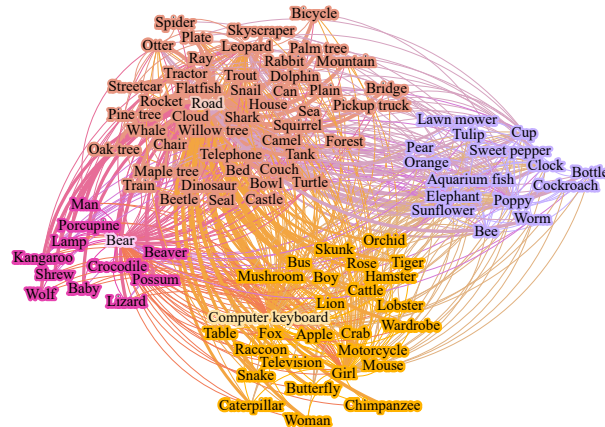 Bicycle
Spider
Skyscraper
Plate
Otter
Leopard
Palm tree
Ray
Rabbit
Mountain
Tractor
Trout
Dolphin
Streetcar
Flatfish
Snail
Can
Plain
Bridge
Rocket
Road
House
Pickup truck
Pine tree
Cloud
Shark
Sea
Lawn mower
Whale
Willow tree
Squirrel
Tulip
Cup
Oak tree
Chair
Camel
Forest
Pear
Sweet pepper
Telephone
Tank
Orange
Clock
Maple tree
Bed
Couch
Bottle
Train
Dinosaur
Bowl
Turtle
Aquarium fish
Cockroach
Beetle
Seal
Castle
Elephant
Poppy
Man
Sunflower
Worm
Porcupine
Bee
Lamp
Bear
Orchid
Kangaroo
Beaver
Skunk
Shrew
Crocodile
Bus
Rose
Tiger
Wolf
Baby
Possum
Mushroom
Boy
Hamster
Lizard
Cattle
Lion
Lobster
Computer keyboard
Wardrobe
Table
Fox
Apple
Crab
Raccoon
Motorcycle
Television
Mouse
Snake
Girl
Butterfly
Caterpillar
Chimpanzee
Woman